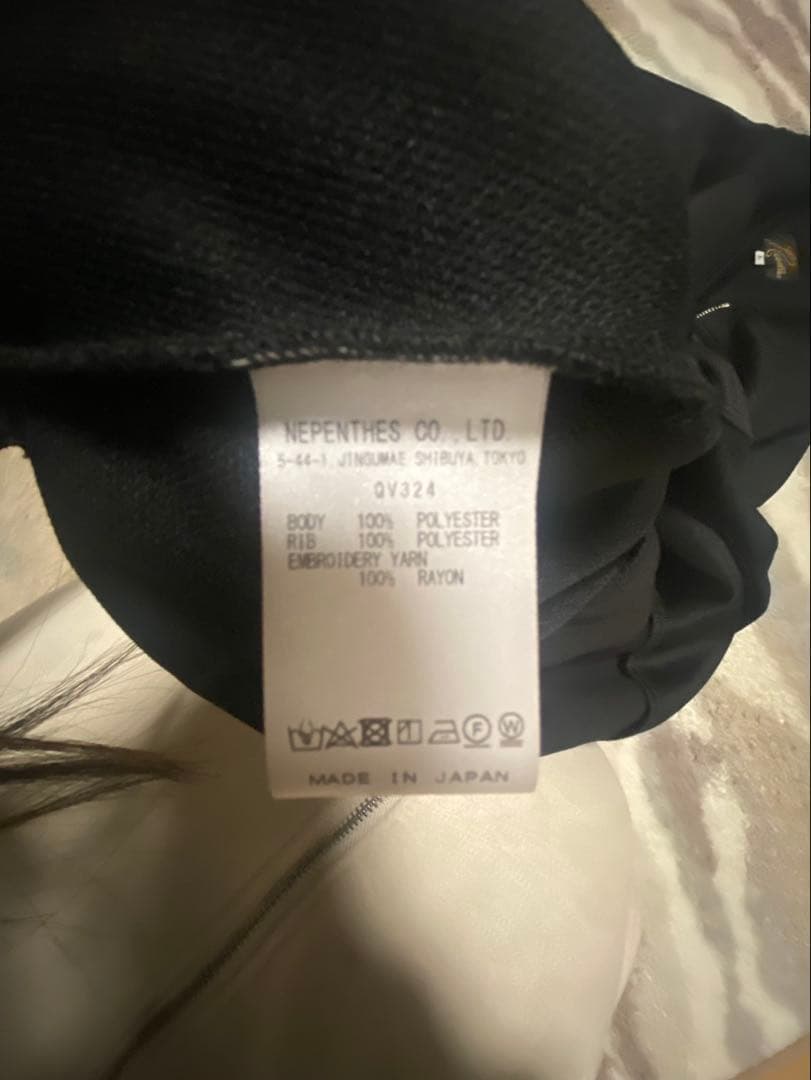 NEPENTHES CO.,LTD.
5-44-1 JINGUMAE SHIBUYA TOKYO
QV324
BODY 100% POLYESTER
RIB 100% POLYESTER
EMBROIDERY YARN
100% RAYON
F W
MADE IN JAPAN